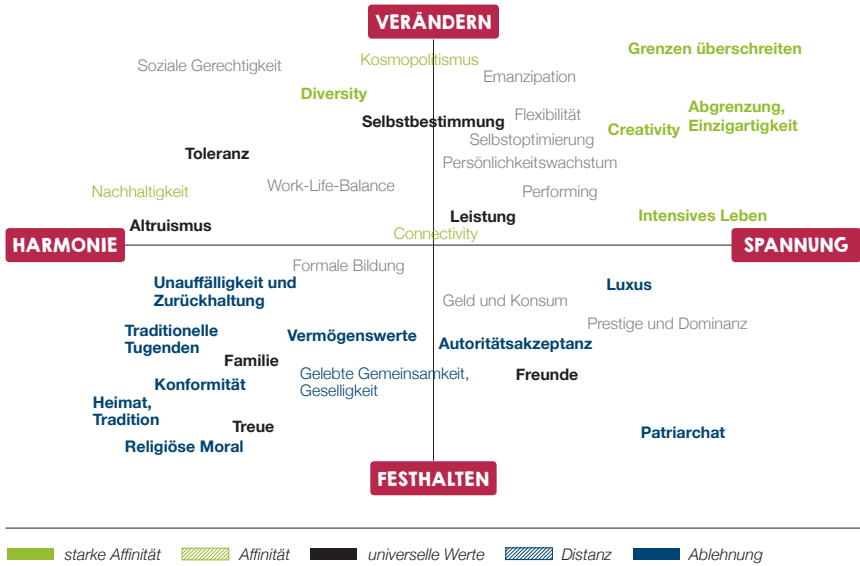 VERÄNDERN
Grenzen überschreiten
Kosmopolitismus
Soziale Gerechtigkeit
Emanzipation
Diversity
Abgrenzung,
Einzigartigkeit
Flexibilität
Selbstbestimmung
Creativity
Selbstoptimierung
Toleranz
Persönlichkeitswachstum
Work-Life-Balance
Nachhaltigkeit
Performing
Leistung
Intensives Leben
Altruismus
Connectivity
HARMONIE
SPANNUNG
Formale Bildung
Unauffälligkeit und
Zurückhaltung
Luxus
Geld und Konsum
Prestige und Dominanz
Traditionelle
Tugenden
Vermögenswerte
Autoritätsakzeptanz
Familie
Gelebte Gemeinsamkeit,
Geselligkeit
Freunde
Konformität
Heimat,
Tradition
Treue
Patriarchat
Religiöse Moral
FESTHALTEN
starke Affinität
Affinität
universelle Werte
Distanz
Ablehnung